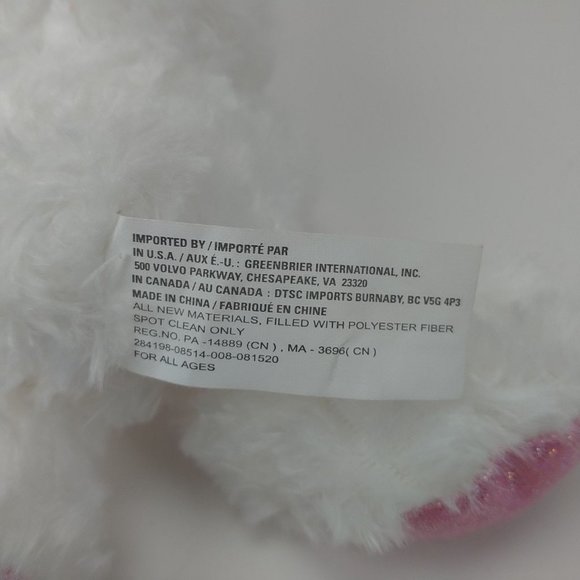 IMPORTED BY / IMPORTÉ PAR
IN U.S.A. / AUX É.-U. : GREENBRIER INTERNATIONAL, INC.
500 VOLVO PARKWAY, CHESAPEAKE, VA 23320
IN CANADA / AU CANADA : DTSC IMPORTS BURNABY, BC V5G 4P3
MADE IN CHINA / FABRIQUÉ EN CHINE
ALL NEW MATERIALS, FILLED WITH POLYESTER FIBER
SPOT CLEAN ONLY
REG.NO. PA -14889 (CN) , MA - 3696( CN )
284198-08514-008-081520
FOR ALL AGES